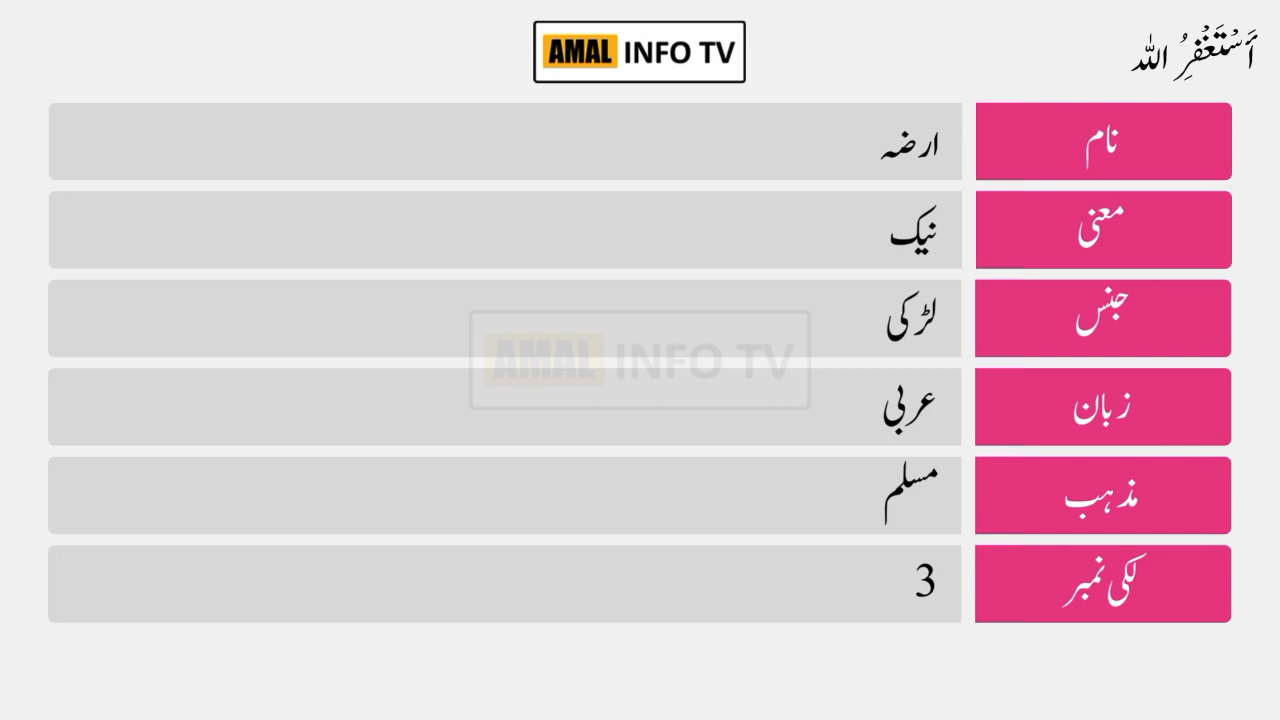 AMAL INFO TV
أَسْتَغْفِرُ اللّٰه
نام ارضہ
معنی نیک
جنس لڑکی
AMAL INFO TV
زبان عربی
مذہب مسلم
لکی نمبر 3